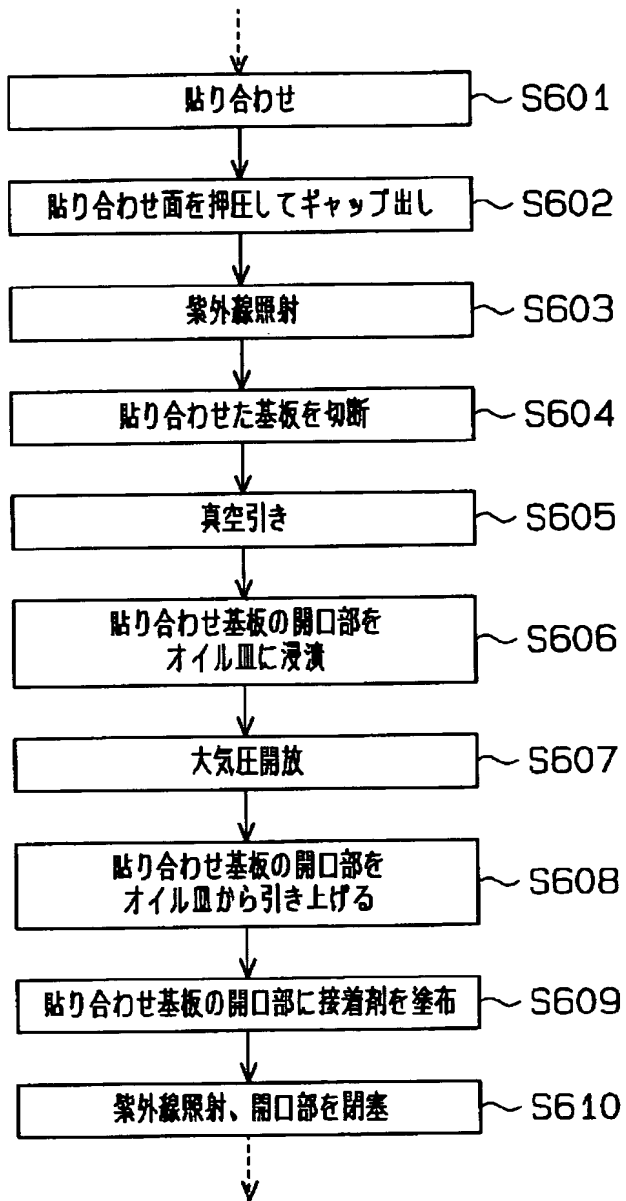 貼り合わせ
S601
貼り合わせ面を押圧してギャップ出し
S602
紫外線照射
S603
貼り合わせた基板を切断
S604
真空引き
S605
貼り合わせ基板の開口部を
オイル皿に浸漬
S606
大気圧開放
S607
貼り合わせ基板の開口部を
オイル皿から引き上げる
S608
貼り合わせ基板の開口部に接着剤を塗布
S609
紫外線照射、開口部を閉塞
S610